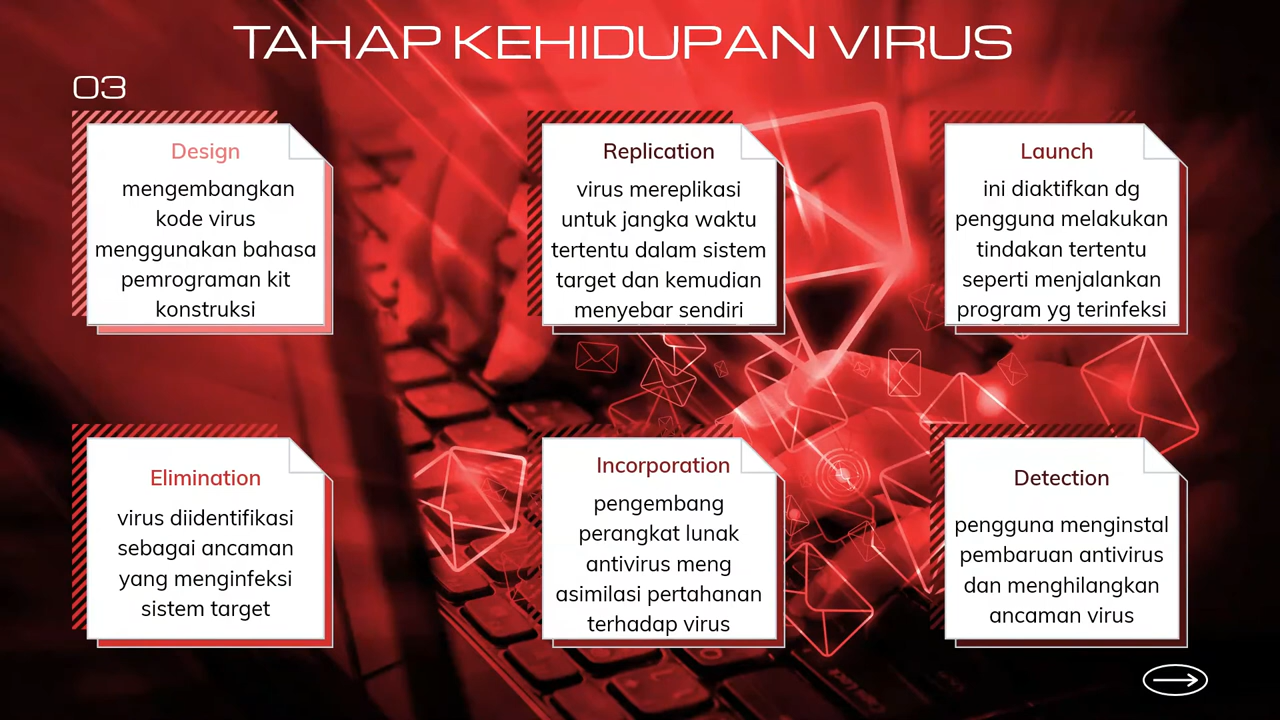 TAHAP KEHIDUPAN VIRUS
03
Design
mengembangkan
kode virus
menggunakan bahasa
pemrograman kit
konstruksi
Replication
virus mereplikasi
untuk jangka waktu
tertentu dalam sistem
target dan kemudian
menyebar sendiri
Launch
ini diaktifkan dg
pengguna melakukan
tindakan tertentu
seperti menjalankan
program yg terinfeksi
Elimination
virus diidentifikasi
sebagai ancaman
yang menginfeksi
sistem target
Incorporation
pengembang
perangkat lunak
antivirus meng
asimilasi pertahanan
terhadap virus
Detection
pengguna menginstal
pembaruan antivirus
dan menghilangkan
ancaman virus